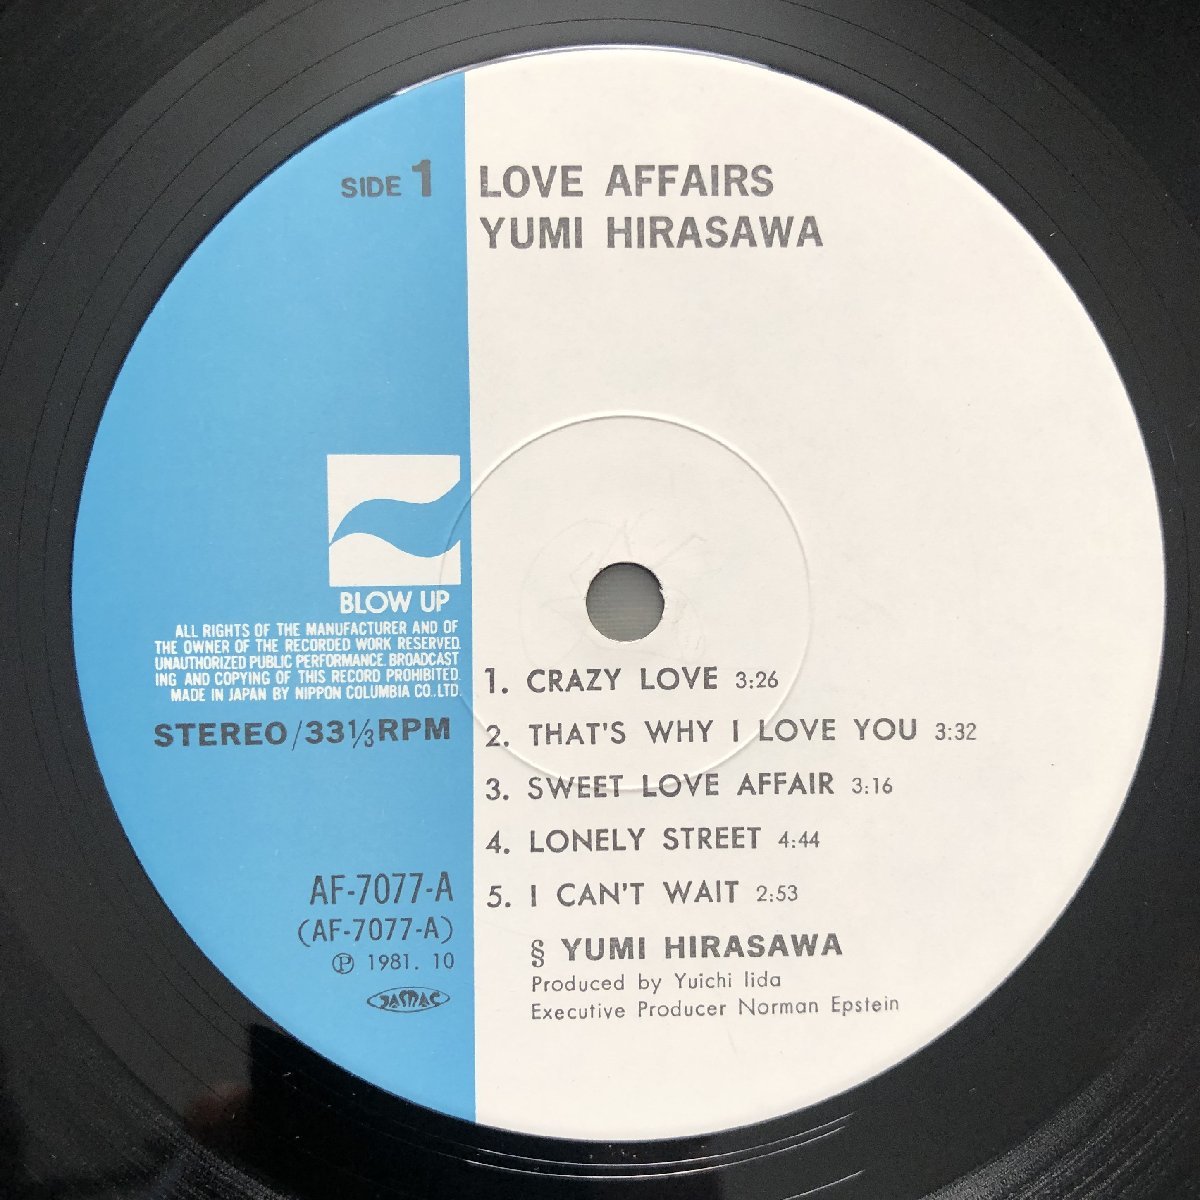 SIDE 1
LOVE AFFAIRS
YUMI HIRASAWA
BLOW UP
ALL RIGHTS OF THE MANUFACTURER AND OF
THE OWNER OF THE RECORDED WORK RESERVED.
UNAUTHORIZED PUBLIC PERFORMANCE. BROADCAST
ING AND COPYING OF THIS RECORD PROHIBITED.
MADE IN JAPAN BY NIPPON COLUMBIA CO., LTD.
STEREO/33⅓RPM
AF-7077-A
(AF-7077-A)
Ⓟ 1981. 10
JASRAC
1. CRAZY LOVE 3:26
2. THAT'S WHY I LOVE YOU 3:32
3. SWEET LOVE AFFAIR 3:16
4. LONELY STREET 4:44
5. I CAN'T WAIT 2:53
§ YUMI HIRASAWA
Produced by Yuichi Iida
Executive Producer Norman Epstein